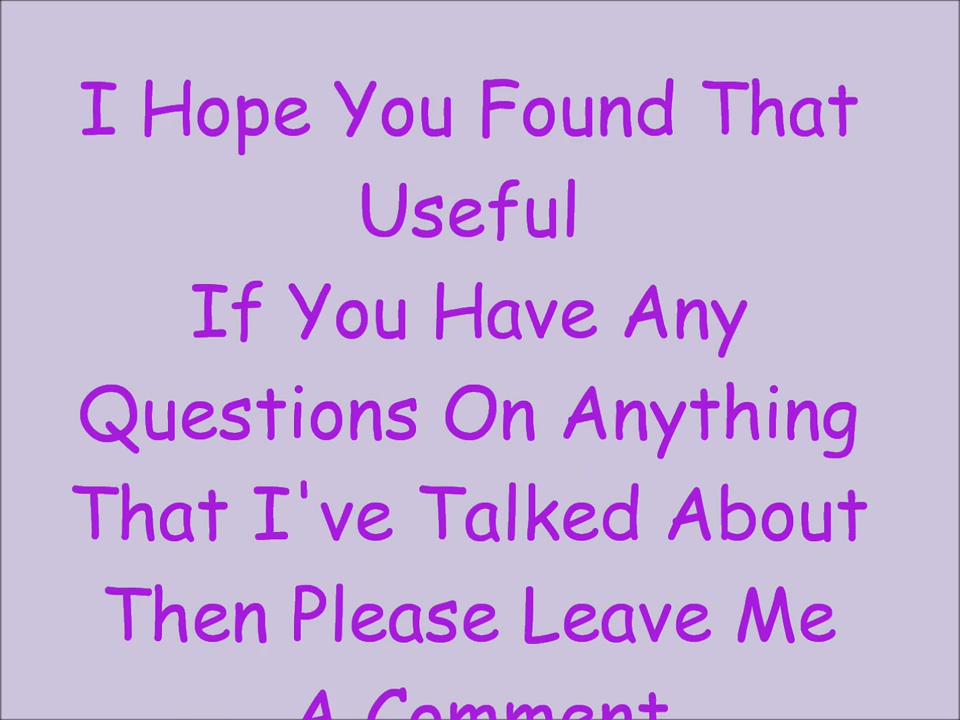 I Hope You Found That
Useful
If You Have Any
Questions On Anything
That I've Talked About
Then Please Leave Me
A Comment